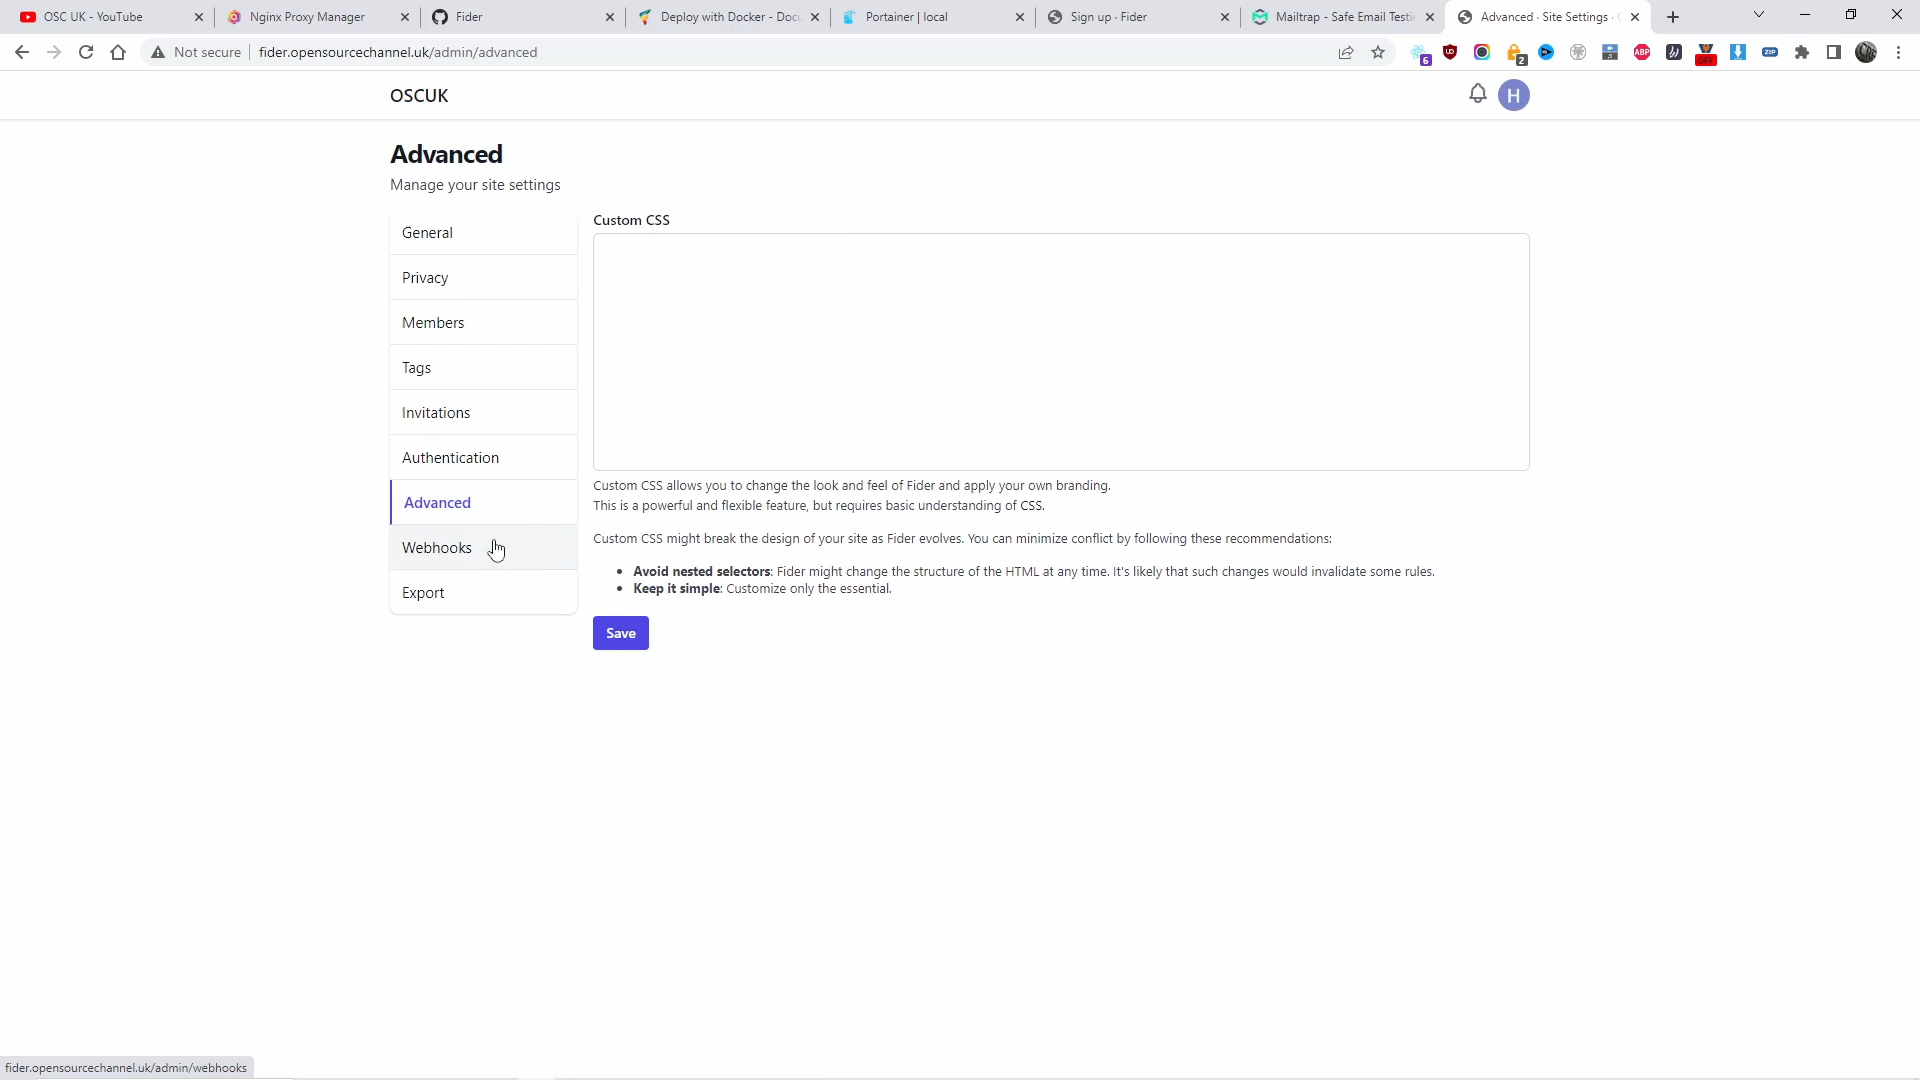 OSC UK - YouTube
Nginx Proxy Manager
Fider
Deploy with Docker - Docu
Portainer | local
Sign up · Fider
Mailtrap - Safe Email Testin
Advanced · Site Settings ·
Not secure
fider.opensourcechannel.uk/admin/advanced
6
2
ABP
ZIP
OSCUK
H
Advanced
Manage your site settings
General
Privacy
Members
Tags
Invitations
Authentication
Advanced
Webhooks
Export
Custom CSS
Custom CSS allows you to change the look and feel of Fider and apply your own branding.
This is a powerful and flexible feature, but requires basic understanding of CSS.
Custom CSS might break the design of your site as Fider evolves. You can minimize conflict by following these recommendations:
Avoid nested selectors: Fider might change the structure of the HTML at any time. It's likely that such changes would invalidate some rules.
Keep it simple: Customize only the essential.
Save
fider.opensourcechannel.uk/admin/webhooks